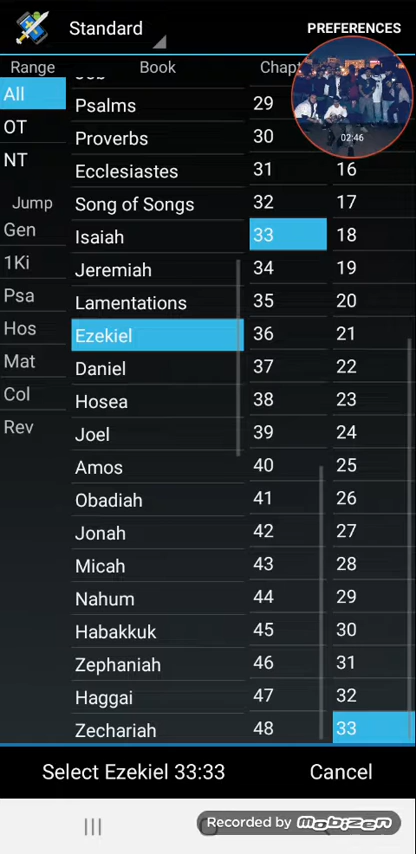 Standard
PREFERENCES
Range
Book
02:46
All
OT
NT
Jump
Gen
1Ki
Psa
Hos
Mat
Col
Rev
Psalms
Proverbs
Ecclesiastes
Song of Songs
Isaiah
Jeremiah
Lamentations
Ezekiel
Daniel
Hosea
Joel
Amos
Obadiah
Jonah
Micah
Nahum
Habakkuk
Zephaniah
Haggai
Zechariah
Chapt
29
30
31
32
33
34
35
36
37
38
39
40
41
42
43
44
45
46
47
48
16
17
18
19
20
21
22
23
24
25
26
27
28
29
30
31
32
33
Select Ezekiel 33:33
Cancel
Recorded by Mobizen